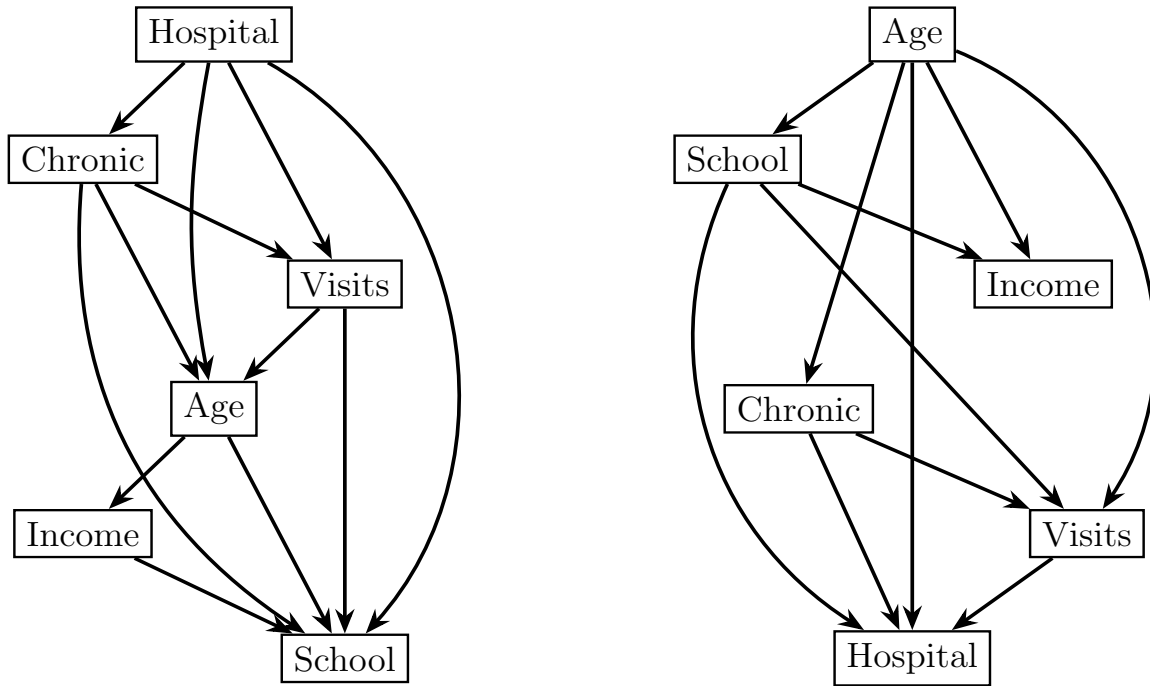 Hospital
Chronic
Visits
Age
Income
School
Age
School
Income
Chronic
Visits
Hospital